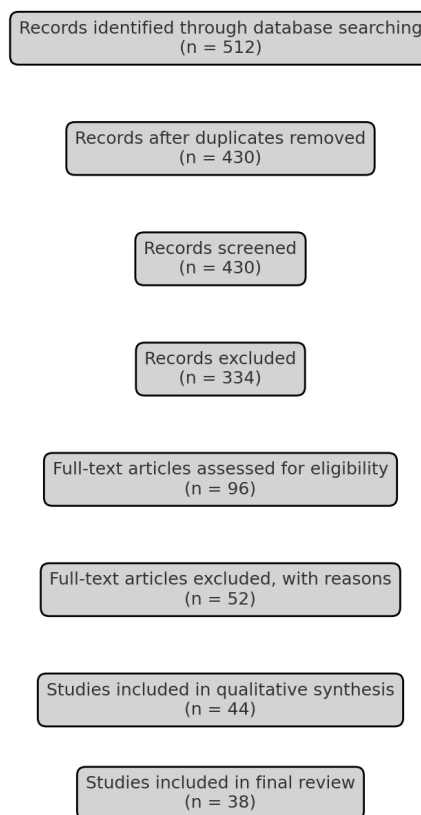 Records identified through database searching
(n = 512)
Records after duplicates removed
(n = 430)
Records screened
(n = 430)
Records excluded
(n = 334)
Full-text articles assessed for eligibility
(n = 96)
Full-text articles excluded, with reasons
(n = 52)
Studies included in qualitative synthesis
(n = 44)
Studies included in final review
(n = 38)